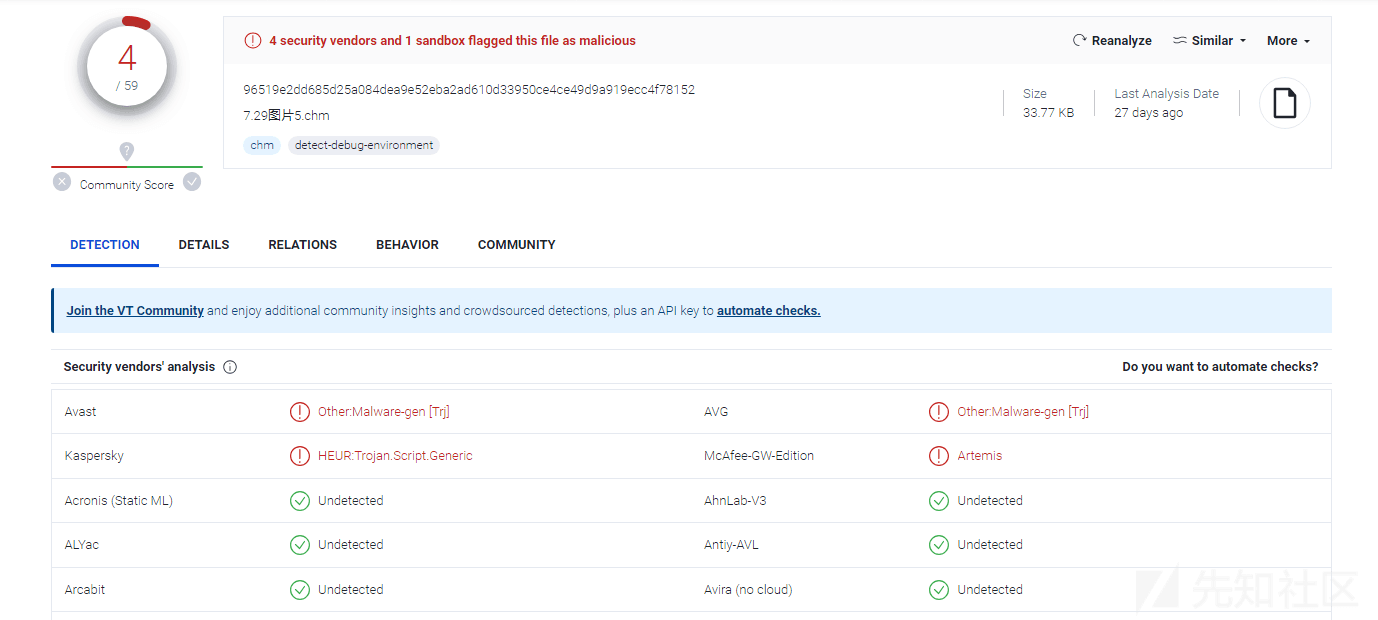 4
/ 59
?
Community Score
4 security vendors and 1 sandbox flagged this file as malicious
Reanalyze
Similar
More
96519e2dd685d25a084dea9e52eba2ad610d33950ce4ce49d9a919ecc4f78152
7.29图片5.chm
chm
detect-debug-environment
Size
33.77 KB
Last Analysis Date
27 days ago
DETECTION
DETAILS
RELATIONS
BEHAVIOR
COMMUNITY
Join the VT Community and enjoy additional community insights and crowdsourced detections, plus an API key to automate checks.
Security vendors' analysis
Do you want to automate checks?
Avast
Other:Malware-gen [Trj]
AVG
Other:Malware-gen [Trj]
Kaspersky
HEUR:Trojan.Script.Generic
McAfee-GW-Edition
Artemis
Acronis (Static ML)
Undetected
AhnLab-V3
Undetected
ALYac
Undetected
Antiy-AVL
Undetected
Arcabit
Undetected
Avira (no cloud)
Undetected
先知社区